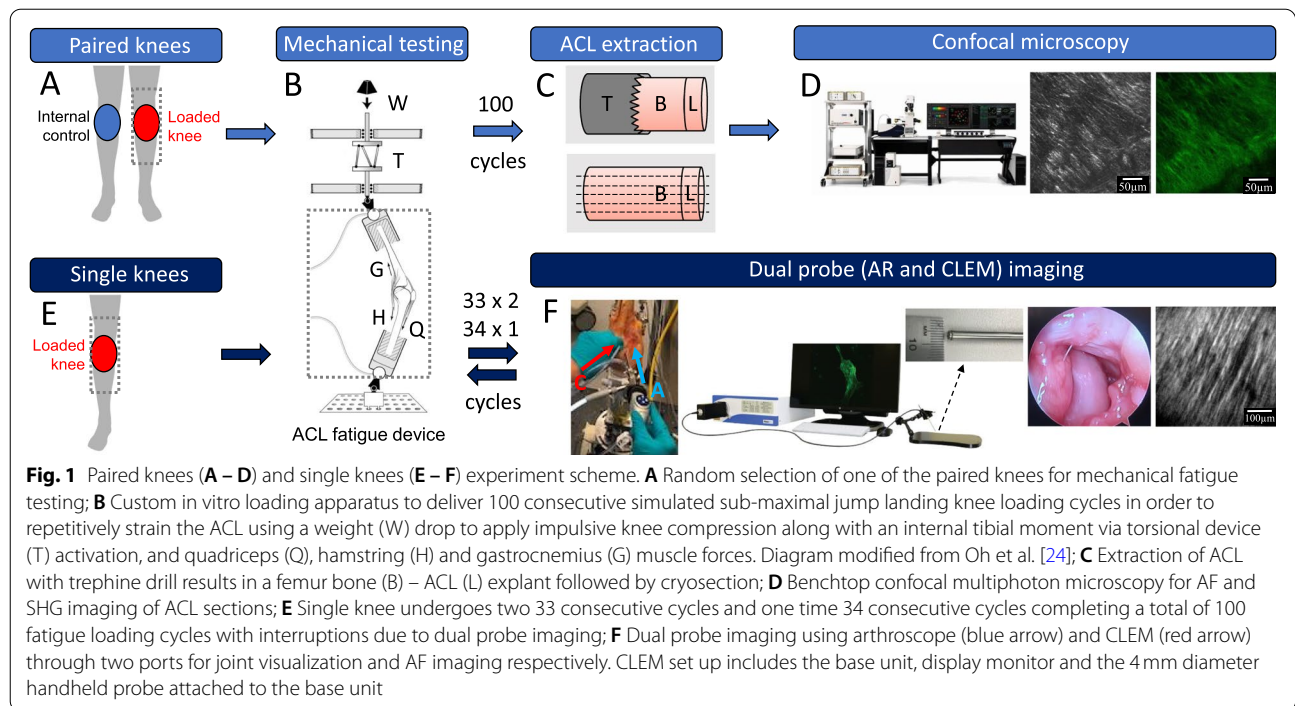 Paired knees
Mechanical testing
ACL extraction
Confocal microscopy
A
Internal
control
Loaded
knee
B
W
T
G
H
Q
ACL fatigue device
100
cycles
C
T B L
B L
D
50µm
50µm
Single knees
E
Loaded
knee
33 x 2
34 x 1
cycles
Dual probe (AR and CLEM) imaging
F
C
A
10
100µm
Fig. 1 Paired knees (A – D) and single knees (E – F) experiment scheme. A Random selection of one of the paired knees for mechanical fatigue
testing; B Custom in vitro loading apparatus to deliver 100 consecutive simulated sub-maximal jump landing knee loading cycles in order to
repetitively strain the ACL using a weight (W) drop to apply impulsive knee compression along with an internal tibial moment via torsional device
(T) activation, and quadriceps (Q), hamstring (H) and gastrocnemius (G) muscle forces. Diagram modified from Oh et al. [24]; C Extraction of ACL
with trephine drill results in a femur bone (B) – ACL (L) explant followed by cryosection; D Benchtop confocal multiphoton microscopy for AF and
SHG imaging of ACL sections; E Single knee undergoes two 33 consecutive cycles and one time 34 consecutive cycles completing a total of 100
fatigue loading cycles with interruptions due to dual probe imaging; F Dual probe imaging using arthroscope (blue arrow) and CLEM (red arrow)
through two ports for joint visualization and AF imaging respectively. CLEM set up includes the base unit, display monitor and the 4 mm diameter
handheld probe attached to the base unit